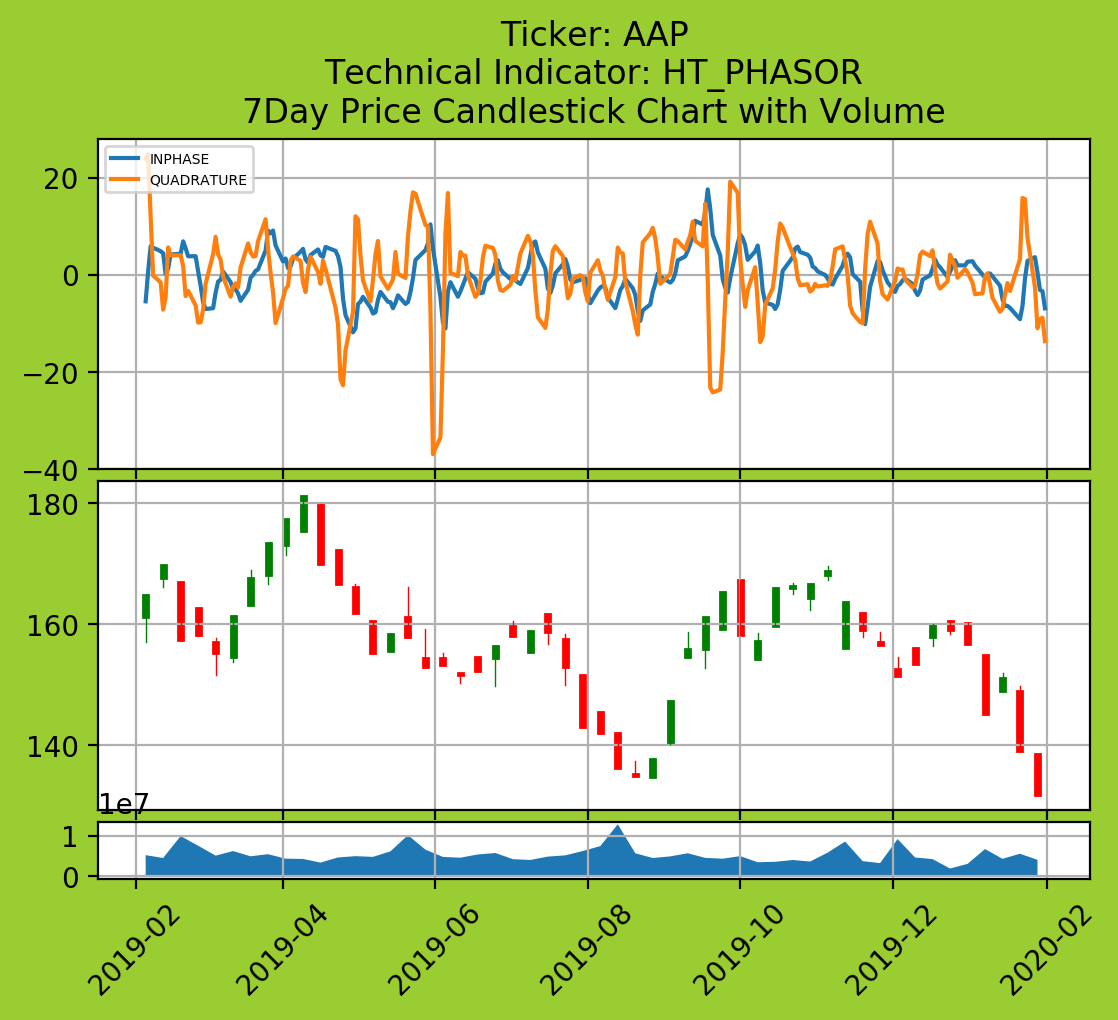 Ticker: AAP
Technical Indicator: HT_PHASOR
7Day Price Candlestick Chart with Volume
INPHASE
QUADRATURE
20
0
−20
−40
180
160
140
1e7
1
0
2019-02
2019-04
2019-06
2019-08
2019-10
2019-12
2020-02